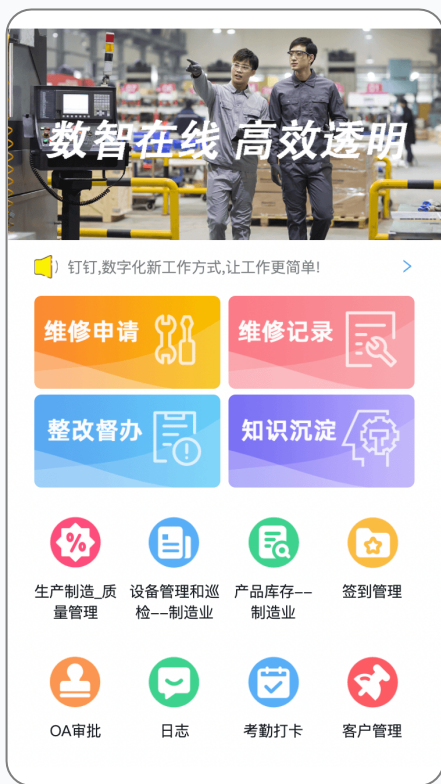 数智在线 高效透明
钉钉,数字化新工作方式,让工作更简单!
维修申请
维修记录
整改督办
知识沉淀
生产制造_质
量管理
设备管理和巡
检--制造业
产品库存--
制造业
签到管理
OA审批
日志
考勤打卡
客户管理